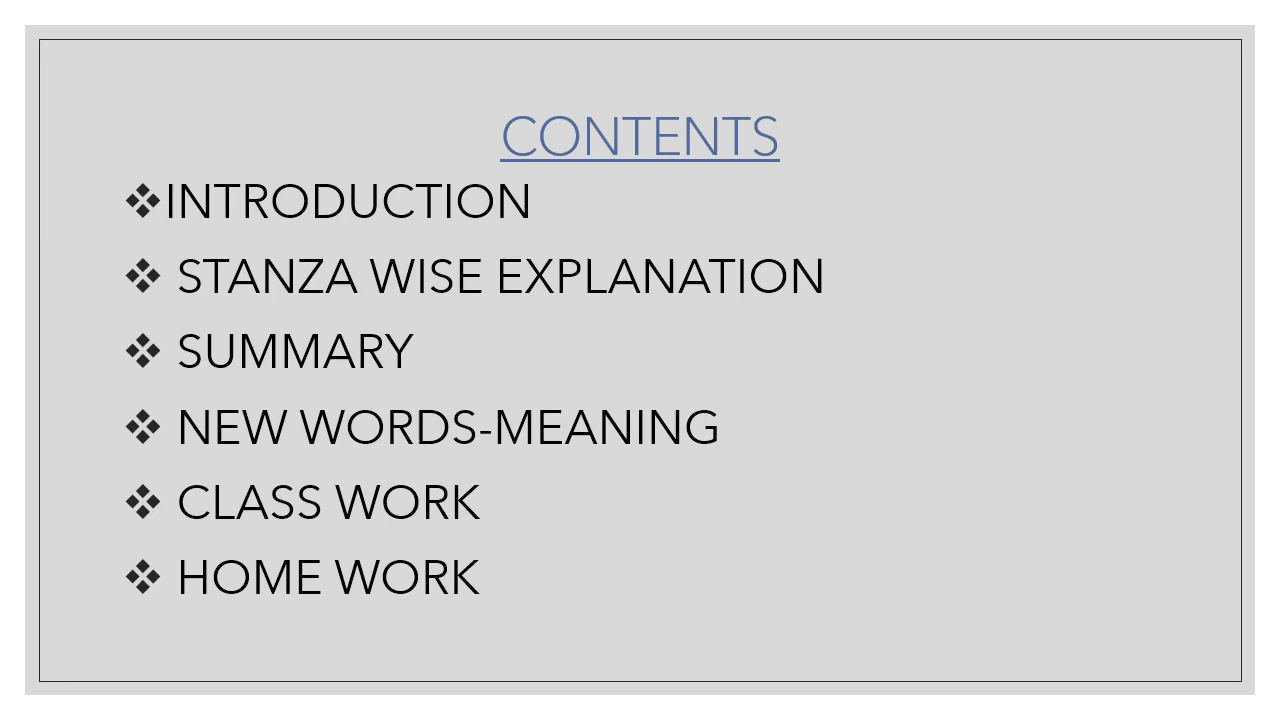 CONTENTS
❖INTRODUCTION
❖ STANZA WISE EXPLANATION
❖ SUMMARY
❖ NEW WORDS-MEANING
❖ CLASS WORK
❖ HOME WORK